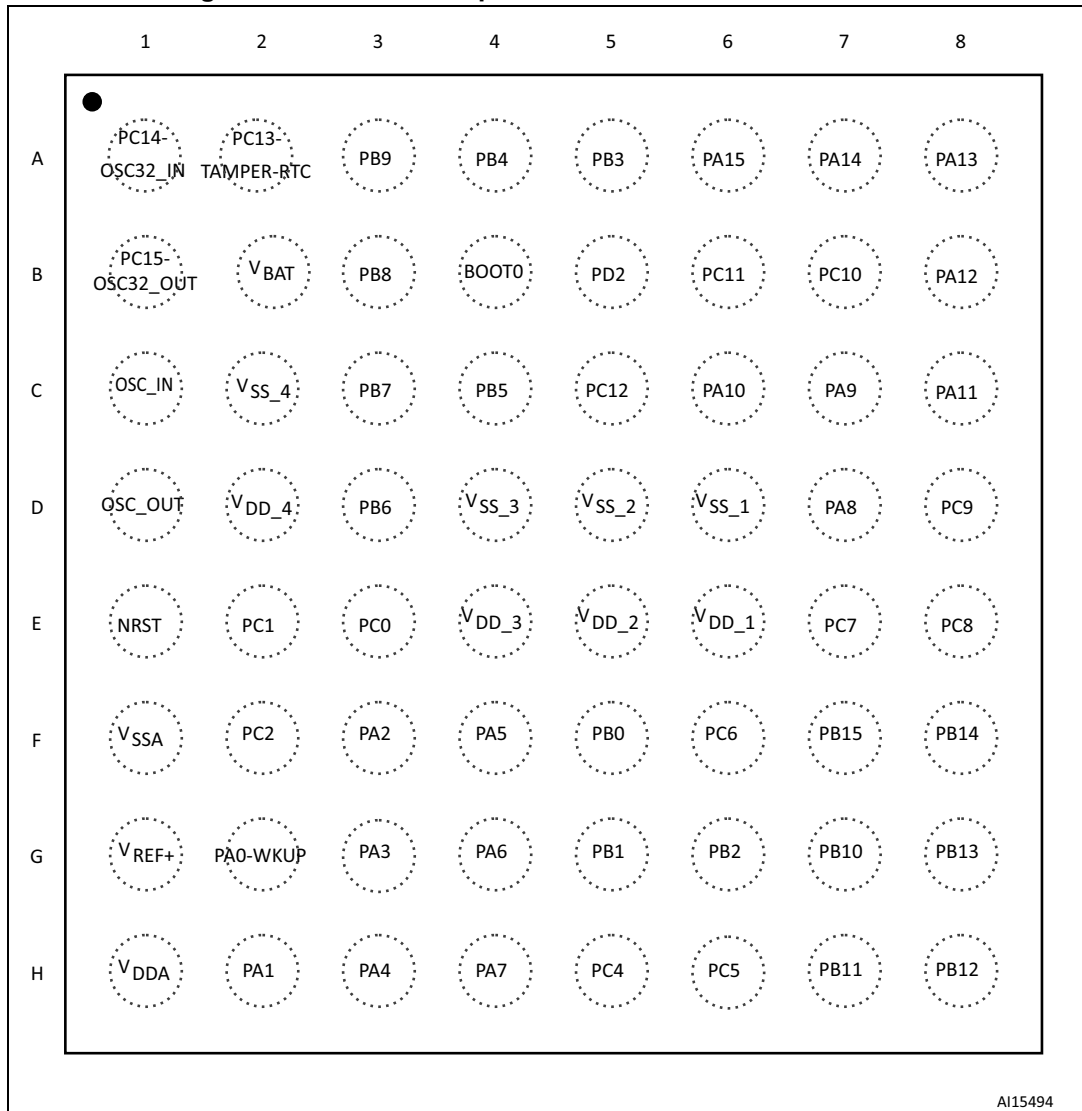 1 2 3 4 5 6 7 8
PC14- PC13-
A OSC32_IN TAMPER-RTC PB9 PB4 PB3 PA15 PA14 PA13
PC15-
B OSC32_OUT VBAT PB8 BOOT0 PD2 PC11 PC10 PA12
C OSC_IN VSS_4 PB7 PB5 PC12 PA10 PA9 PA11
D OSC_OUT VDD_4 PB6 VSS_3 VSS_2 VSS_1 PA8 PC9
E NRST PC1 PC0 VDD_3 VDD_2 VDD_1 PC7 PC8
F VSSA PC2 PA2 PA5 PB0 PC6 PB15 PB14
G VREF+ PA0-WKUP PA3 PA6 PB1 PB2 PB10 PB13
H VDDA PA1 PA4 PA7 PC4 PC5 PB11 PB12
AI15494